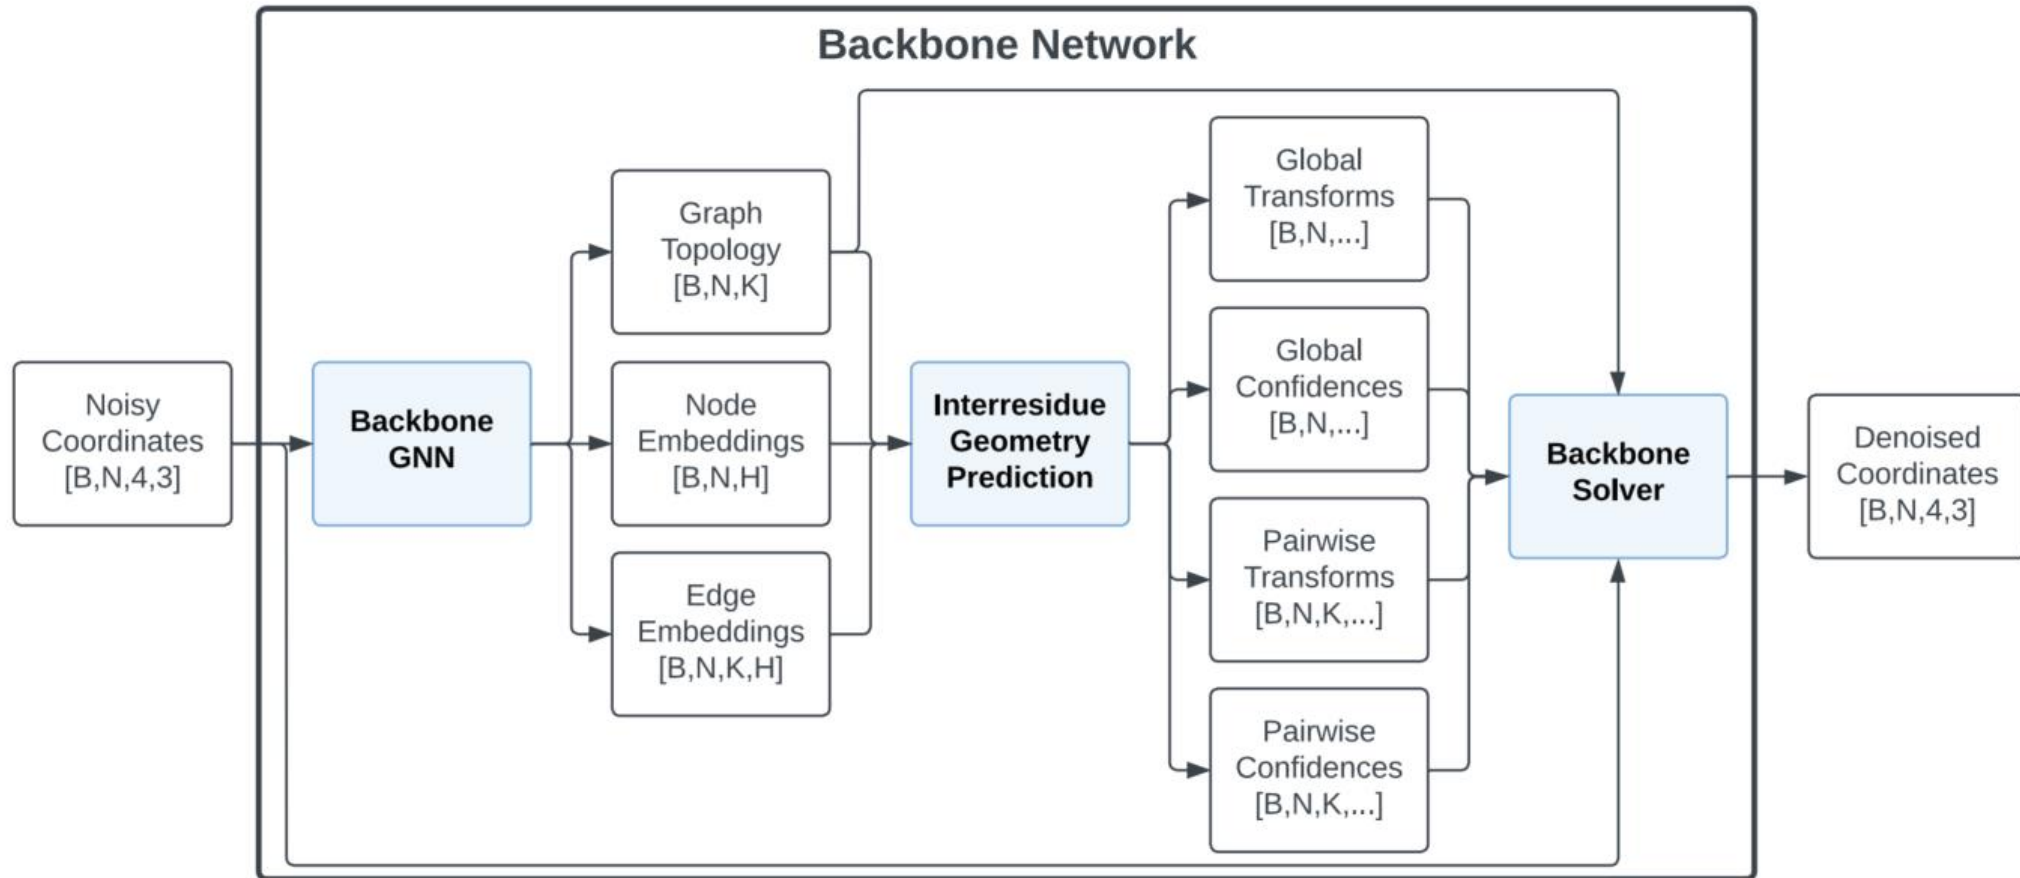 Backbone Network
Noisy
Coordinates
[B,N,4,3]
Backbone
GNN
Graph
Topology
[B,N,K]
Node
Embeddings
[B,N,H]
Edge
Embeddings
[B,N,K,H]
Interresidue
Geometry
Prediction
Global
Transforms
[B,N,...]
Global
Confidences
[B,N,...]
Pairwise
Transforms
[B,N,K,...]
Pairwise
Confidences
[B,N,K,...]
Backbone
Solver
Denoised
Coordinates
[B,N,4,3]